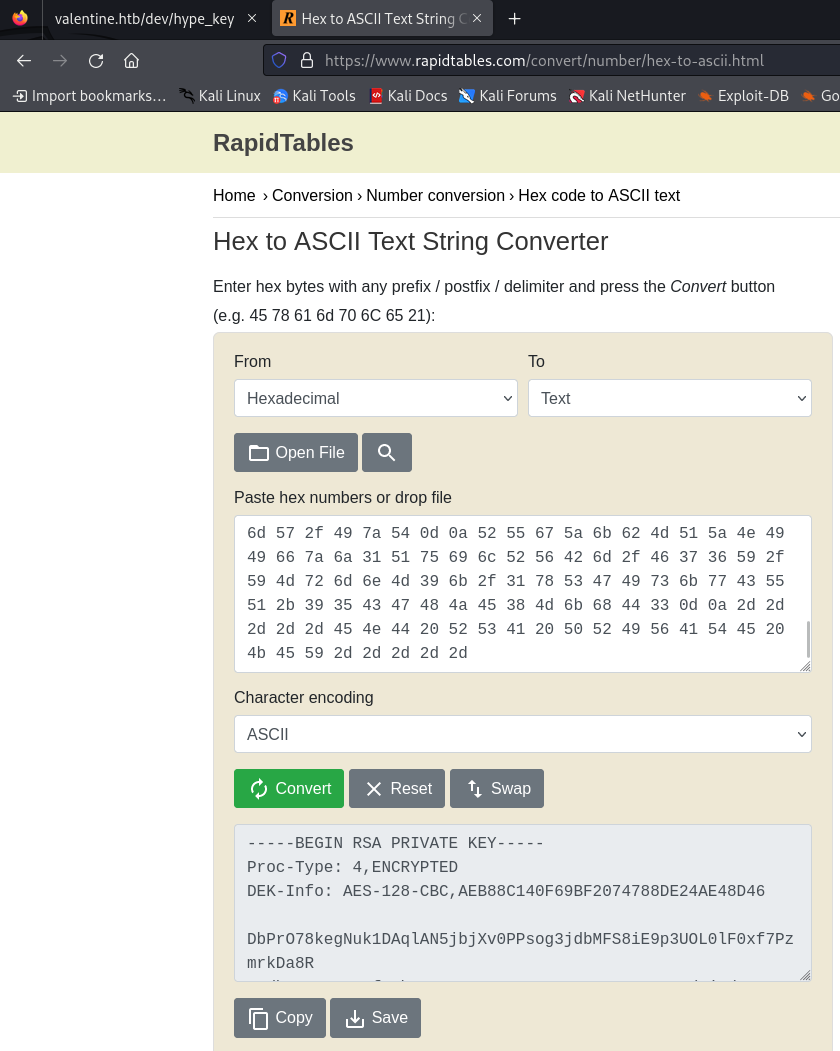 valentine.htb/dev/hype_key
Hex to ASCII Text String C
https://www.rapidtables.com/convert/number/hex-to-ascii.html
Import bookmarks… Kali Linux Kali Tools Kali Docs Kali Forums Kali NetHunter Exploit-DB Go
RapidTables
Home › Conversion › Number conversion › Hex code to ASCII text
Hex to ASCII Text String Converter
Enter hex bytes with any prefix / postfix / delimiter and press the Convert button
(e.g. 45 78 61 6d 70 6C 65 21):
From To
Hexadecimal Text
Open File
Paste hex numbers or drop file
6d 57 2f 49 7a 54 0d 0a 52 55 67 5a 6b 62 4d 51 5a 4e 49
49 66 7a 6a 31 51 75 69 6c 52 56 42 6d 2f 46 37 36 59 2f
59 4d 72 6d 6e 4d 39 6b 2f 31 78 53 47 49 73 6b 77 43 55
51 2b 39 35 43 47 48 4a 45 38 4d 6b 68 44 33 0d 0a 2d 2d
2d 2d 2d 45 4e 44 20 52 53 41 20 50 52 49 56 41 54 45 20
4b 45 59 2d 2d 2d 2d 2d
Character encoding
ASCII
Convert Reset Swap
-----BEGIN RSA PRIVATE KEY-----
Proc-Type: 4,ENCRYPTED
DEK-Info: AES-128-CBC,AEB88C140F69BF2074788DE24AE48D46
DbPrO78kegNuk1DAqlAN5jbjXv0PPsog3jdbMFS8iE9p3UOL0lF0xf7Pz
mrkDa8R
Copy Save